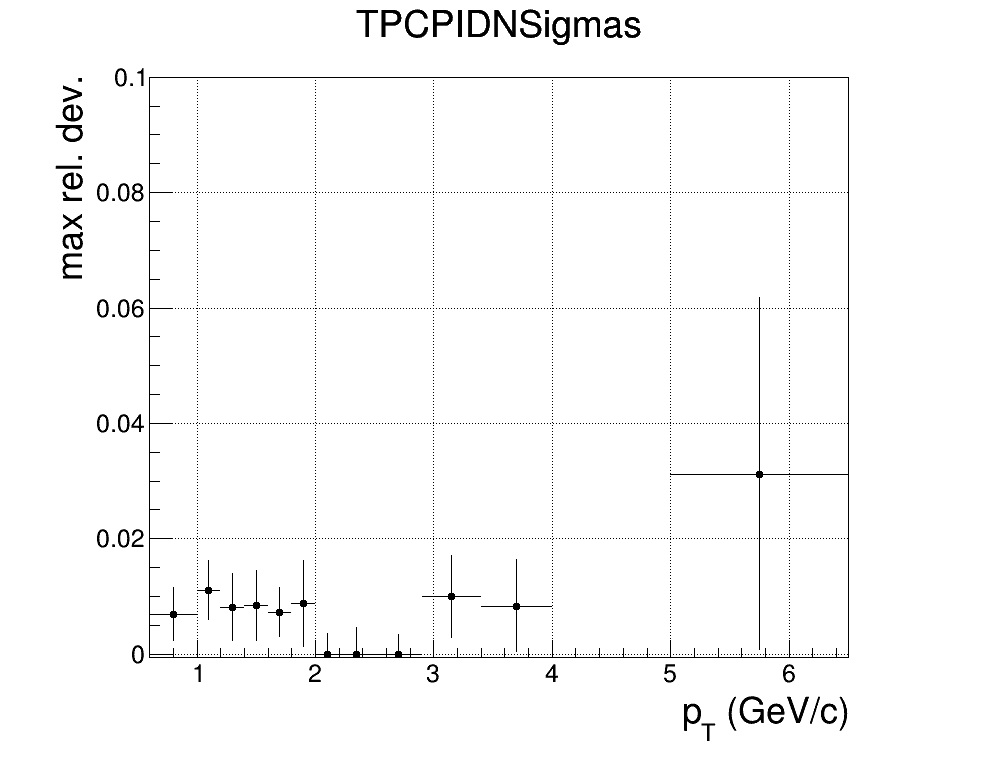 TPCPIDNSigmas
max rel. dev.
0.1
0.08
0.06
0.04
0.02
0
1 2 3 4 5 6
p_T (GeV/c)